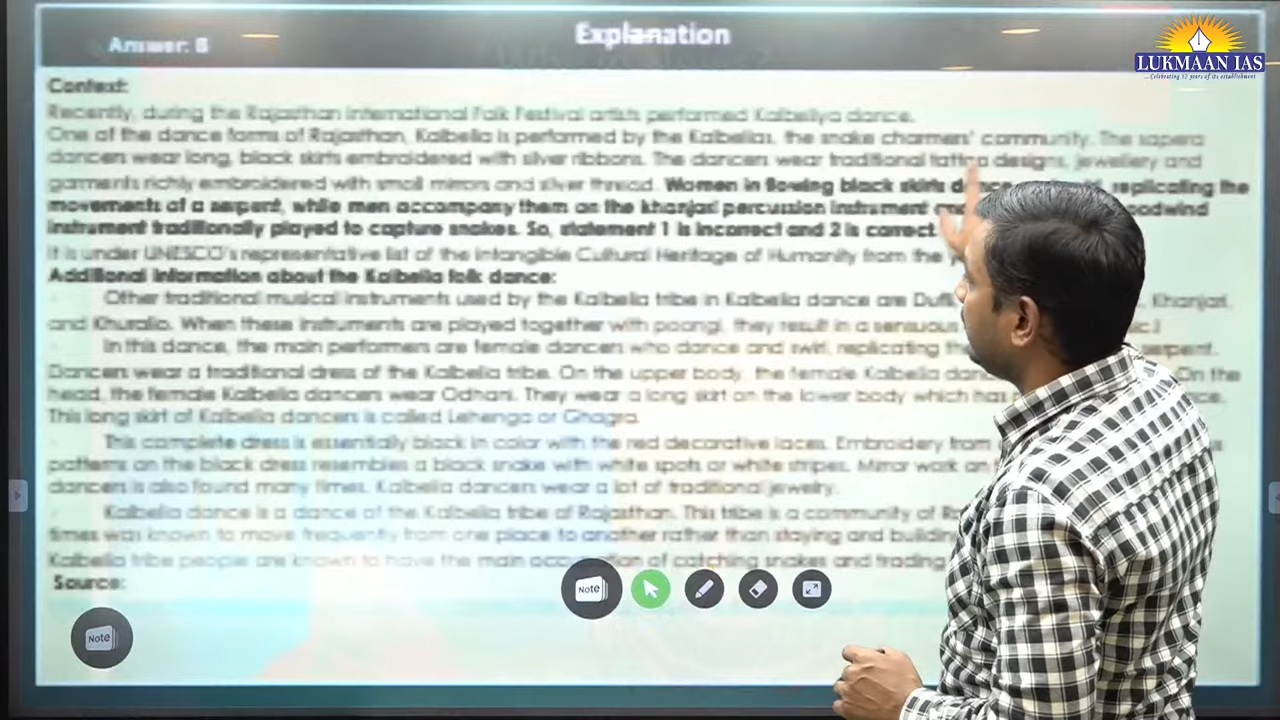 Answer: B
Explanation
LUKMAAN IAS
...Celebrating 12 years of its establishment
Context:
Recently, during the Rajasthan International Folk Festival artists performed Kalbeliya dance.
One of the dance forms of Rajasthan, Kalbelia is performed by the Kalbelias, the snake charmers' community. The sapera
dancers wear long, black skirts embroidered with silver ribbons. The dancers wear traditional tattoo designs, jewellery and
garments richly embroidered with small mirrors and silver thread. Women in flowing black skirts replicating the
movements of a serpent, while men accompany them on the khanjari percussion instrument woodwind
instrument traditionally played to capture snakes. So, statement 1 is incorrect and 2 is correct.
It is under UNESCO's representative list of the Intangible Cultural Heritage of Humanity from the
Additional information about the Kalbelia folk dance:
Other traditional musical instruments used by the Kalbelia tribe in Kalbelia dance are Khanjari,
and Khuralio. When these instruments are played together with poongi, they result in a sensuous
In this dance, the main performers are female dancers who dance and swirl, replicating serpent.
Dancers wear a traditional dress of the Kalbelia tribe. On the upper body, the female Kalbelia On the
head, the female Kalbelia dancers wear Odhani. They wear a long skirt on the lower body which has
This long skirt of Kalbelia dancers is called Lehenga or Ghagra.
This complete dress is essentially black in color with the red decorative laces. Embroidery from
patterns on the black dress resembles a black snake with white spots or white stripes. Mirror work on
dancers is also found many times. Kalbelia dancers wear a lot of traditional jewelry.
Kalbelia dance is a dance of the Kalbelia tribe of Rajasthan. This tribe is a community of
times was known to move frequently from one place to another rather than staying and building
Kalbelia tribe people are known to have the main occupation of catching snakes and trading
Source:
Note
Note